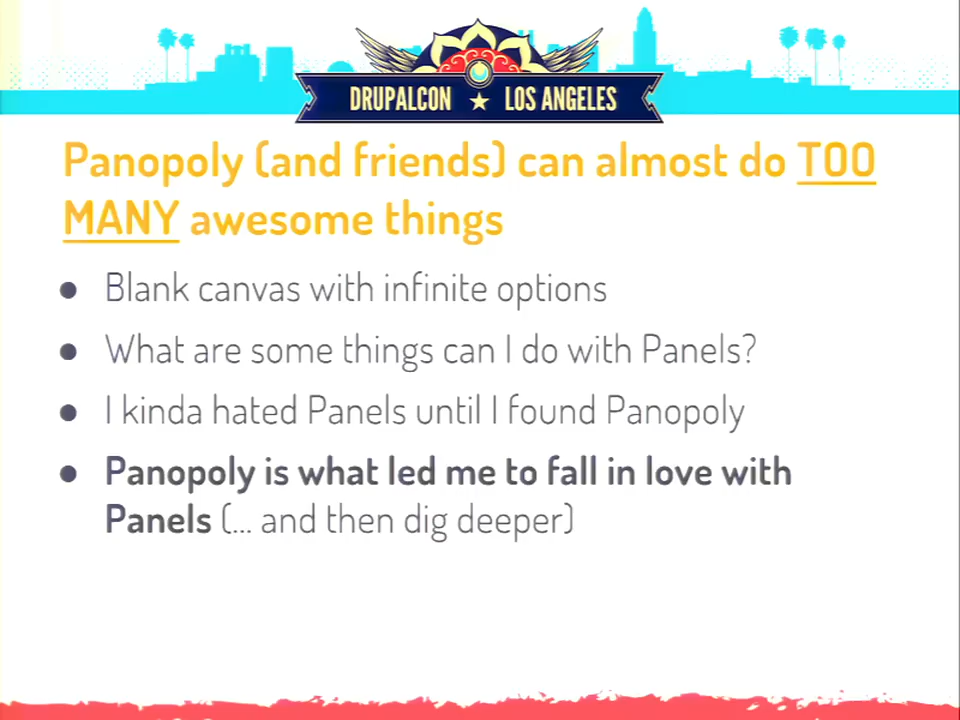 DRUPALCON ★ LOS ANGELES
Panopoly (and friends) can almost do TOO
MANY awesome things
● Blank canvas with infinite options
● What are some things can I do with Panels?
● I kinda hated Panels until I found Panopoly
● Panopoly is what led me to fall in love with
Panels (... and then dig deeper)